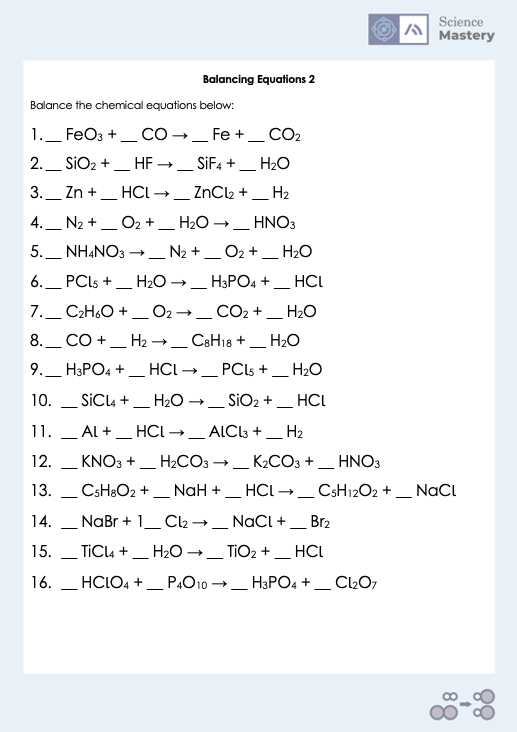 Science
Mastery
Balancing Equations 2
Balance the chemical equations below:
1.__ FeO₃ + __ CO → __ Fe + __ CO₂
2.__ SiO₂ + __ HF → __ SiF₄ + __ H₂O
3.__ Zn + __ HCl → __ ZnCl₂ + __ H₂
4.__ N₂ + __ O₂ + __ H₂O → __ HNO₃
5.__ NH₄NO₃ → __ N₂ + __ O₂ + __ H₂O
6.__ PCl₅ + __ H₂O → __ H₃PO₄ + __ HCl
7.__ C₂H₆O + __ O₂ → __ CO₂ + __ H₂O
8.__ CO + __ H₂ → __ C₈H₁₈ + __ H₂O
9.__ H₃PO₄ + __ HCl → __ PCl₅ + __ H₂O
10. __ SiCl₄ + __ H₂O → __ SiO₂ + __ HCl
11. __ Al + __ HCl → __ AlCl₃ + __ H₂
12. __ KNO₃ + __ H₂CO₃ → __ K₂CO₃ + __ HNO₃
13. __ C₅H₈O₂ + __ NaH + __ HCl → __ C₅H₁₂O₂ + __ NaCl
14. __ NaBr + 1__ Cl₂ → __ NaCl + __ Br₂
15. __ TiCl₄ + __ H₂O → __ TiO₂ + __ HCl
16. __ HClO₄ + __ P₄O₁₀ → __ H₃PO₄ + __ Cl₂O₇